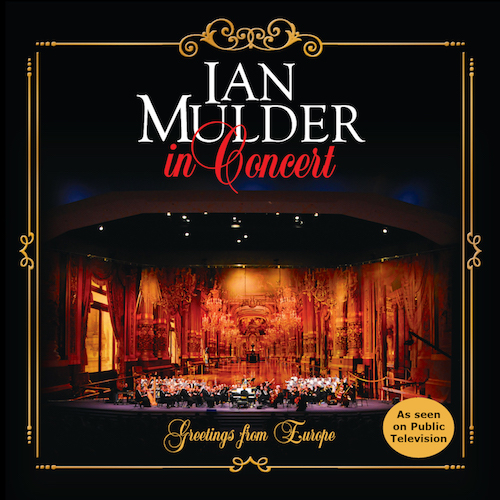 IAN
MULDER
in Concert
Greetings from Europe
As seen
on Public
Television